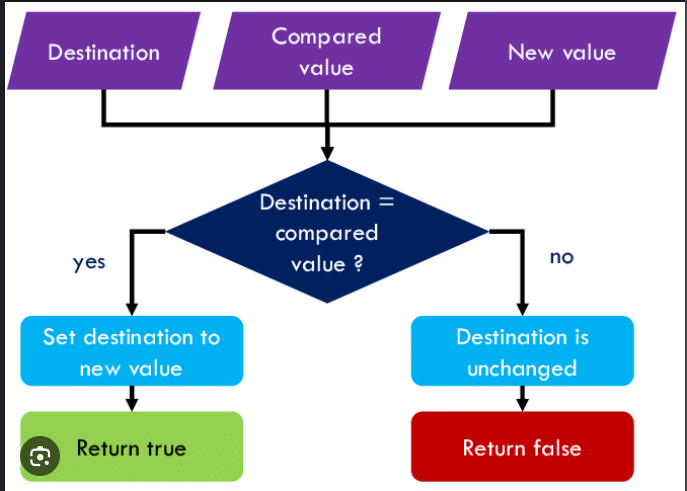 Destination
Compared
value
New value
Destination =
compared
value ?
yes
no
Set destination to
new value
Destination is
unchanged
Return true
Return false